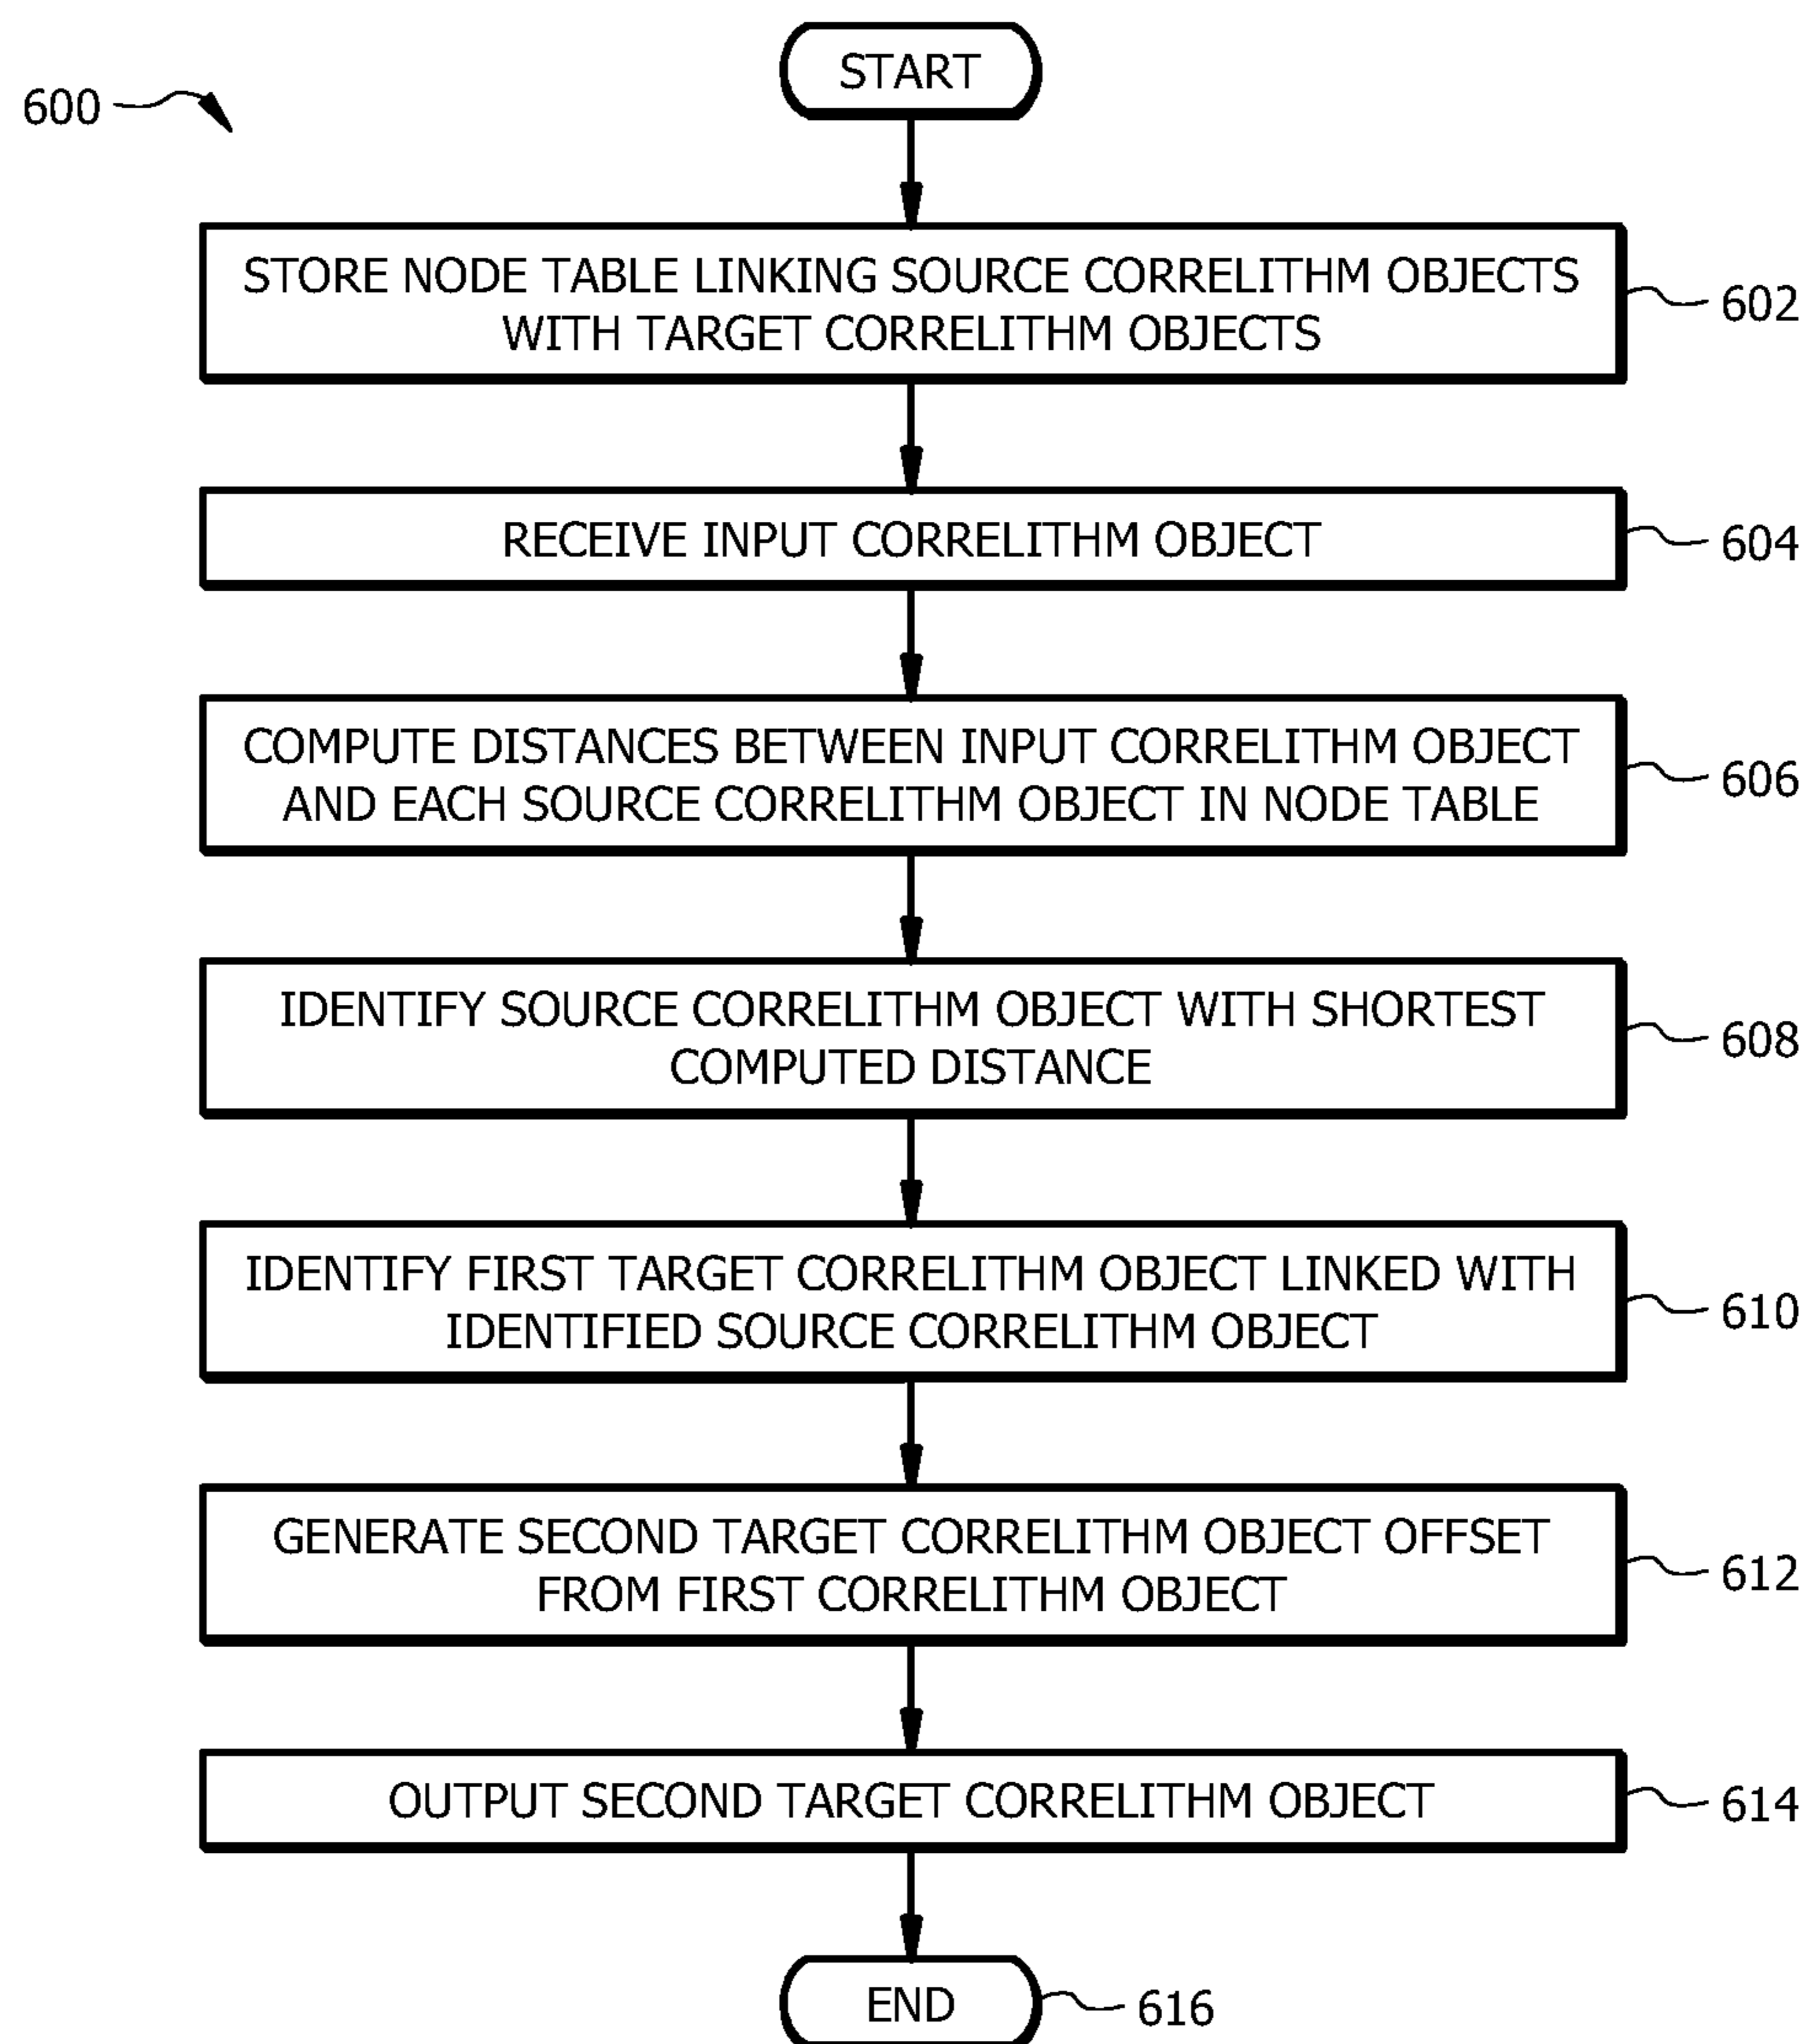 START
600
STORE NODE TABLE LINKING SOURCE CORRELITHM OBJECTS
WITH TARGET CORRELITHM OBJECTS
602
RECEIVE INPUT CORRELITHM OBJECT
604
COMPUTE DISTANCES BETWEEN INPUT CORRELITHM OBJECT
AND EACH SOURCE CORRELITHM OBJECT IN NODE TABLE
606
IDENTIFY SOURCE CORRELITHM OBJECT WITH SHORTEST
COMPUTED DISTANCE
608
IDENTIFY FIRST TARGET CORRELITHM OBJECT LINKED WITH
IDENTIFIED SOURCE CORRELITHM OBJECT
610
GENERATE SECOND TARGET CORRELITHM OBJECT OFFSET
FROM FIRST CORRELITHM OBJECT
612
OUTPUT SECOND TARGET CORRELITHM OBJECT
614
END
616